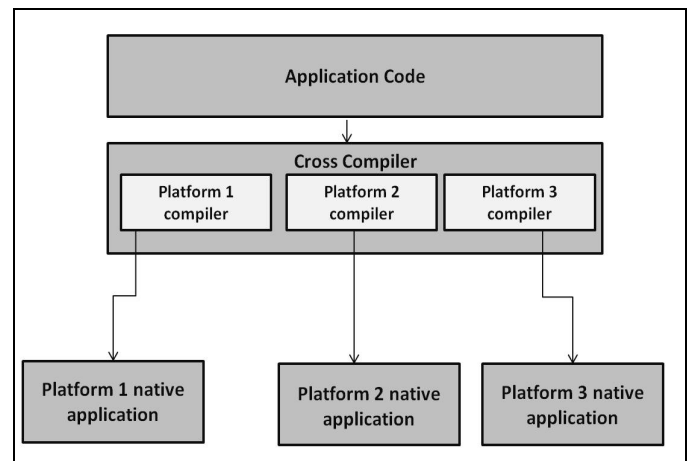 Application Code
Cross Compiler
Platform 1
compiler
Platform 2
compiler
Platform 3
compiler
Platform 1 native
application
Platform 2 native
application
Platform 3 native
application